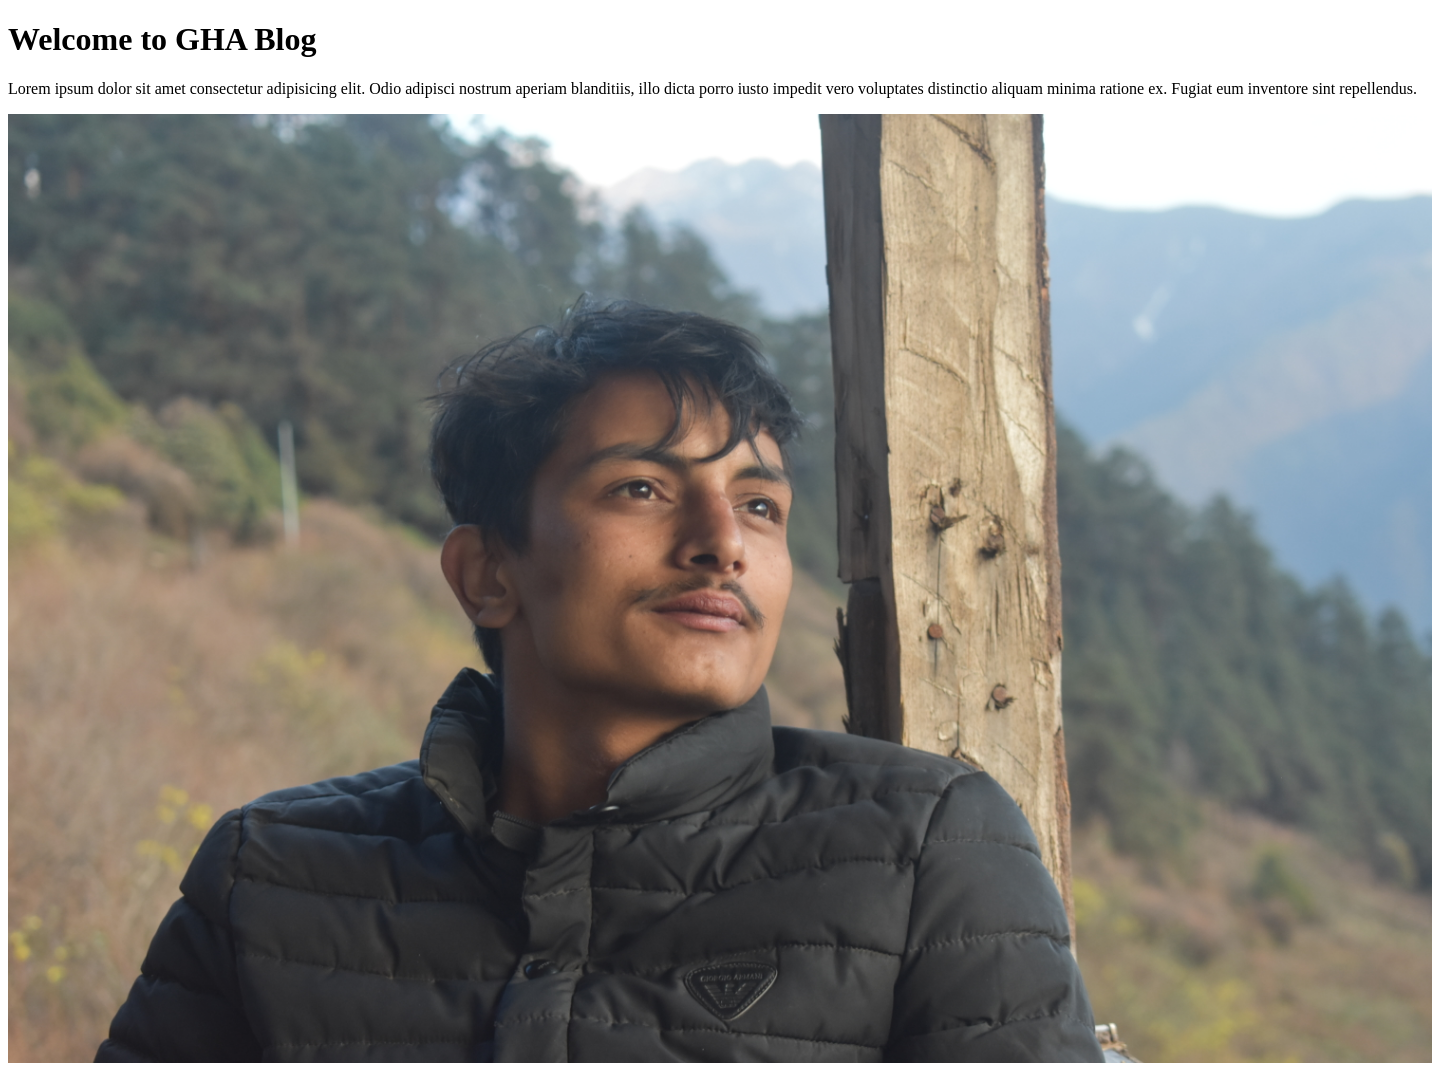 Welcome to GHA Blog
Lorem ipsum dolor sit amet consectetur adipisicing elit. Odio adipisci nostrum aperiam blanditiis, illo dicta porro iusto impedit vero voluptates distinctio aliquam minima ratione ex. Fugiat eum inventore sint repellendus.